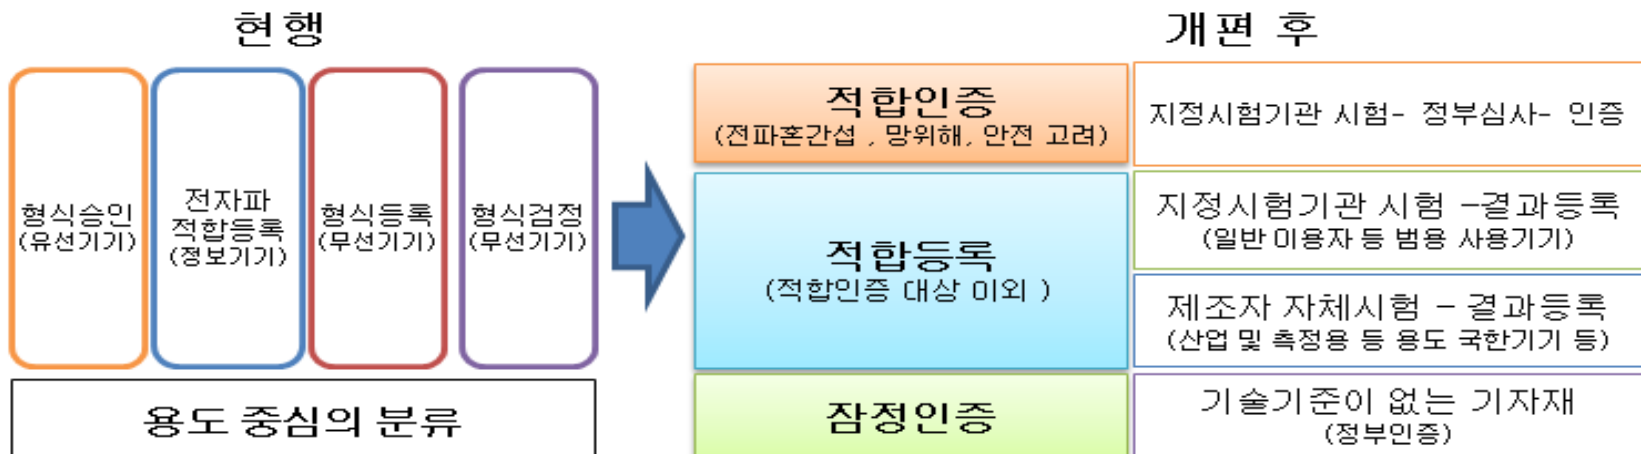 현행
형식승인
(유선기기)
전자파
적합등록
(정보기기)
형식등록
(무선기기)
형식검정
(무선기기)
용도 중심의 분류
개편 후
적합인증
(전파혼간섭 , 망위해, 안전 고려)
지정시험기관 시험- 정부심사- 인증
적합등록
(적합인증 대상 이외 )
지정시험기관 시험 -결과등록
(일반 이용자 등 범용 사용기기)
제조자 자체시험 - 결과등록
(산업 및 측정용 등 용도 국한기기 등)
잠정인증
기술기준이 없는 기자재
(정부인증)